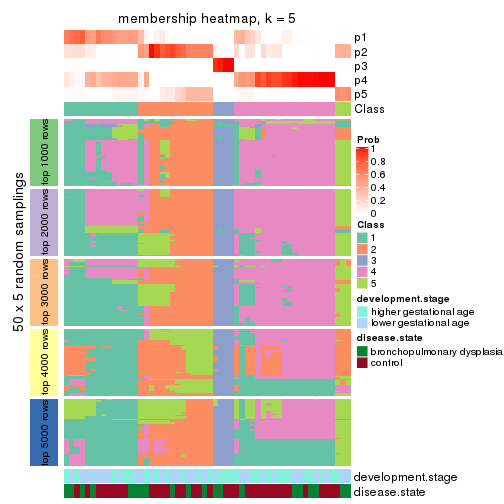 membership heatmap, k = 5
p1
p2
p3
p4
p5
Class
50 x 5 random samplings
top 1000 rows
top 2000 rows
top 3000 rows
top 4000 rows
top 5000 rows
Prob
1
0.8
0.6
0.4
0.2
0
Class
1
2
3
4
5
development.stage
higher gestational age
lower gestational age
disease.state
bronchopulmonary dysplasia
control
development.stage
disease.state